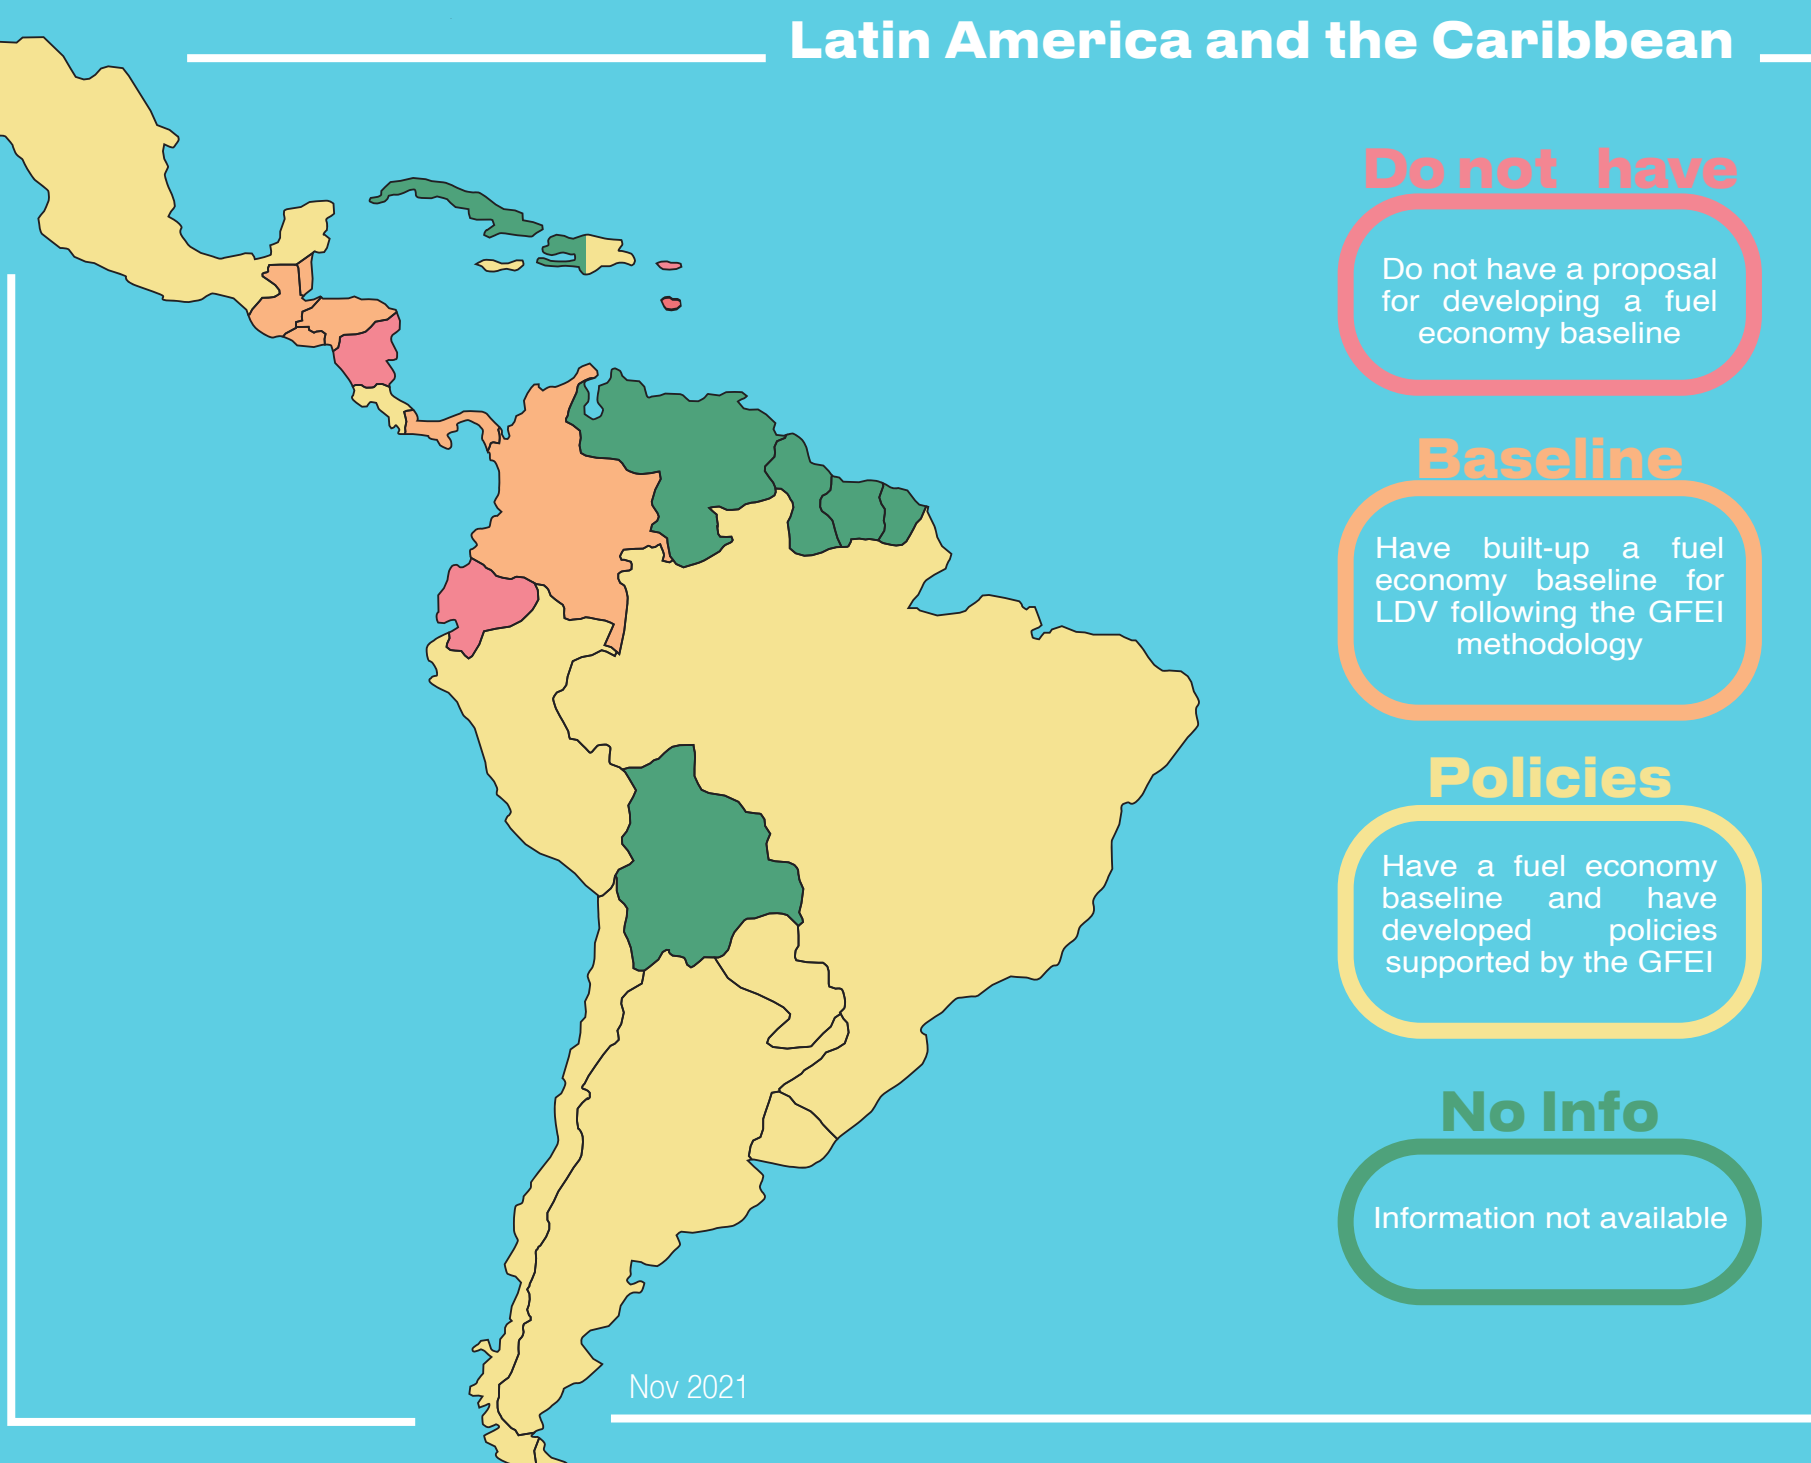 Latin America and the Caribbean
Do not have
Do not have a proposal
for developing a fuel
economy baseline
Baseline
Have built-up a fuel
economy baseline for
LDV following the GFEI
methodology
Policies
Have a fuel economy
baseline and have
developed policies
supported by the GFEI
No Info
Information not available
Nov 2021